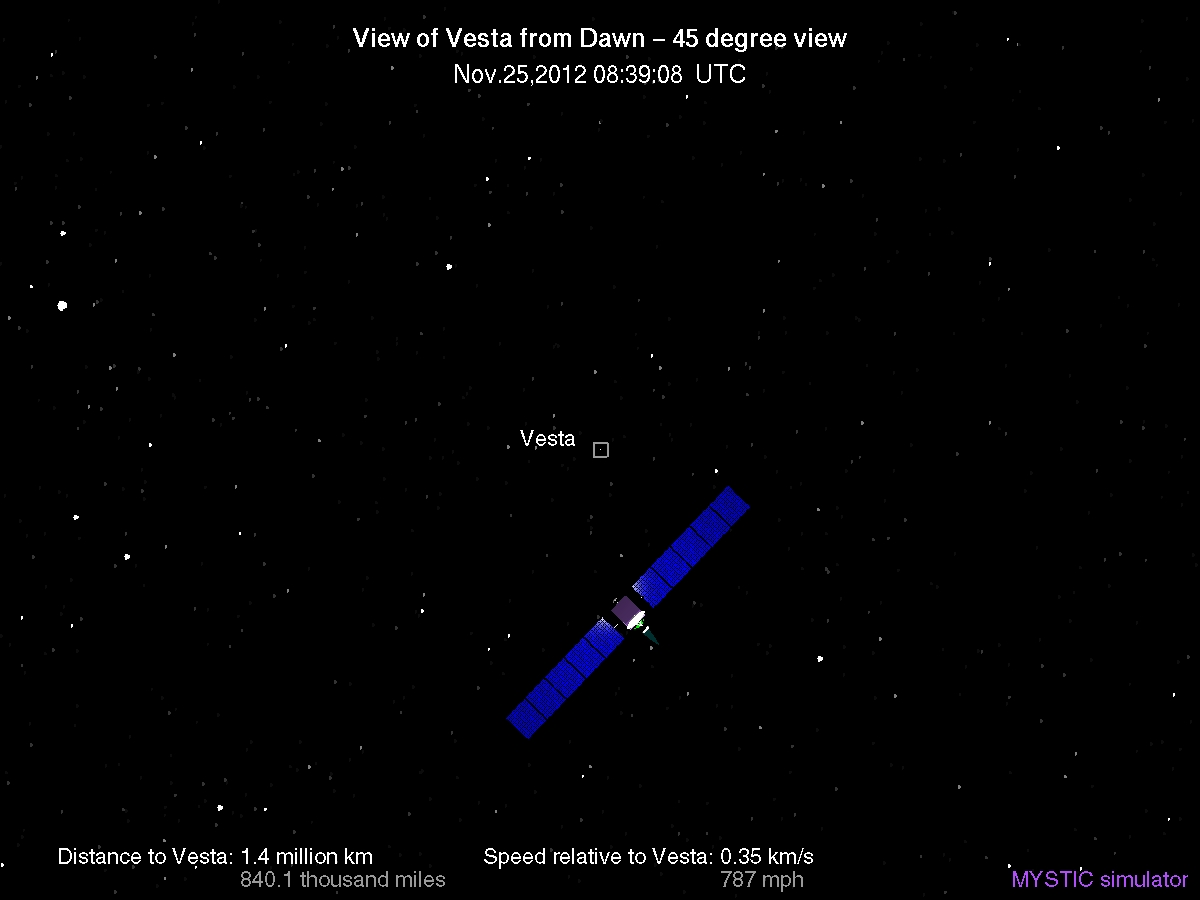 View of Vesta from Dawn – 45 degree view
Nov.25,2012 08:39:08 UTC
Vesta
Distance to Vesta: 1.4 million km
840.1 thousand miles
Speed relative to Vesta: 0.35 km/s
787 mph
MYSTIC simulator